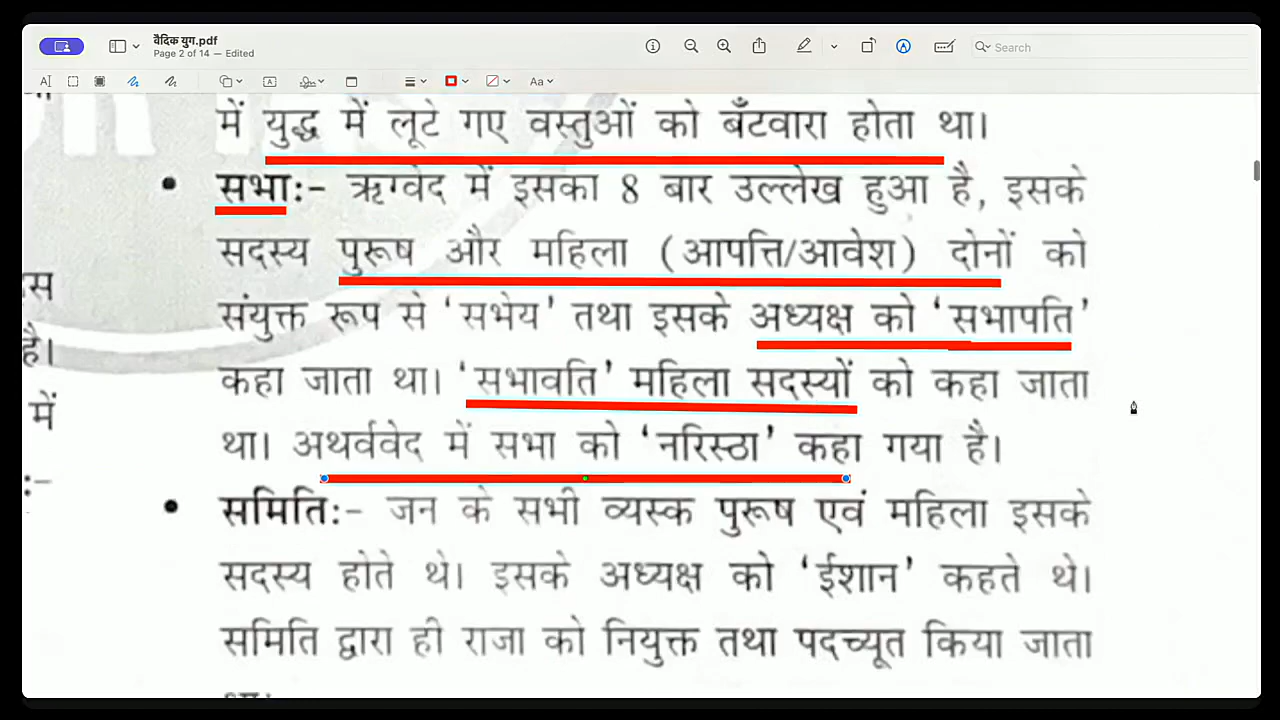 वैदिक युग.pdf
Page 2 of 14 — Edited
Search
Aa
में युद्ध में लूटे गए वस्तुओं को बँटवारा होता था।
सभाः- ऋग्वेद में इसका 8 बार उल्लेख हुआ है, इसके
सदस्य पुरूष और महिला (आपत्ति/आवेश) दोनों को
संयुक्त रूप से ‘सभेय’ तथा इसके अध्यक्ष को ‘सभापति’
कहा जाता था। ‘सभावति’ महिला सदस्यों को कहा जाता
था। अथर्ववेद में सभा को ‘नरिस्ठा’ कहा गया है।
समितिः- जन के सभी व्यस्क पुरूष एवं महिला इसके
सदस्य होते थे। इसके अध्यक्ष को ‘ईशान’ कहते थे।
समिति द्वारा ही राजा को नियुक्त तथा पदच्यूत किया जाता
स
है।
में
:-